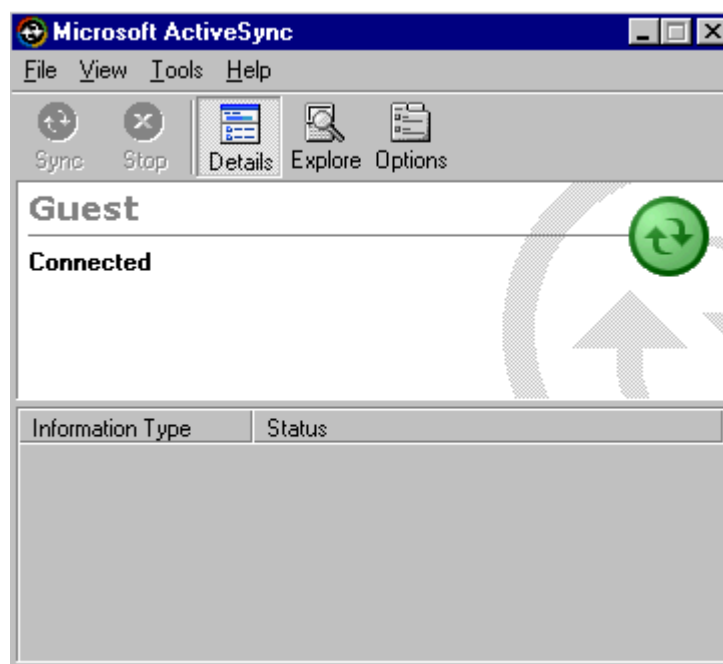 Microsoft ActiveSync
File View Tools Help
Sync Stop Details Explore Options
Guest
Connected
Information Type Status